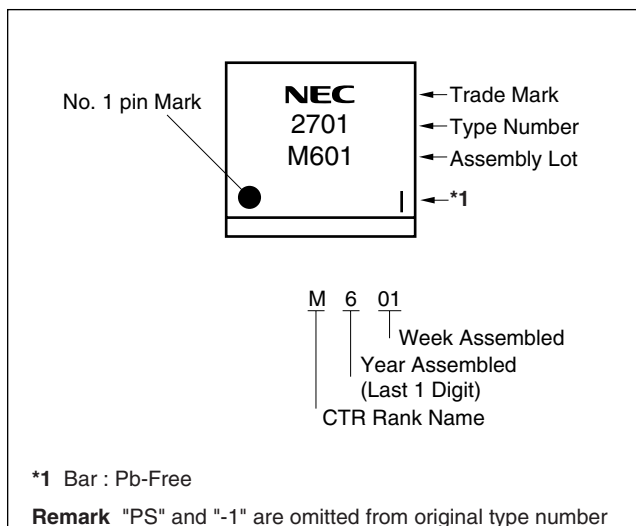 No. 1 pin Mark
NEC
2701
M601
Trade Mark
Type Number
Assembly Lot
*1
M 6 01
Week Assembled
Year Assembled
(Last 1 Digit)
CTR Rank Name
*1 Bar : Pb-Free
Remark "PS" and "-1" are omitted from original type number